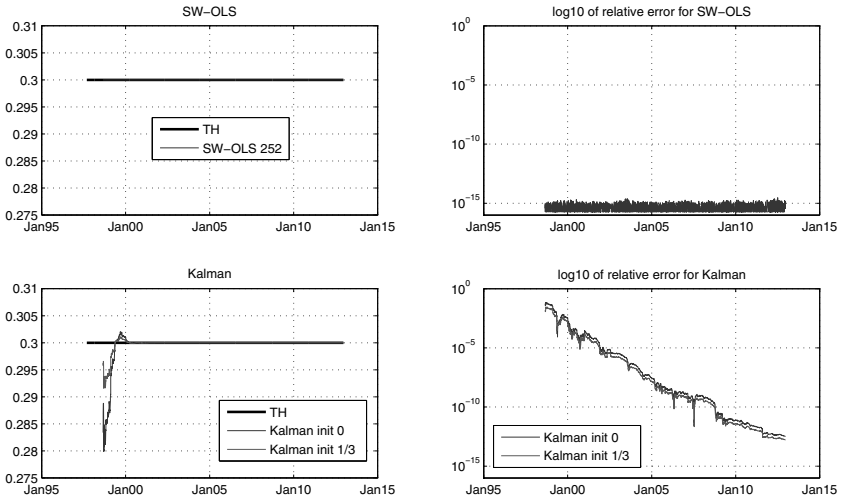 SW−OLS
0.31
0.305
0.3
0.295
0.29
0.285
0.28
0.275
Jan95 Jan00 Jan05 Jan10 Jan15
TH
SW−OLS 252
log10 of relative error for SW−OLS
10^0
10^−5
10^−10
10^−15
Jan95 Jan00 Jan05 Jan10 Jan15
Kalman
0.31
0.305
0.3
0.295
0.29
0.285
0.28
0.275
Jan95 Jan00 Jan05 Jan10 Jan15
TH
Kalman init 0
Kalman init 1/3
log10 of relative error for Kalman
10^0
10^−5
10^−10
10^−15
Jan95 Jan00 Jan05 Jan10 Jan15
Kalman init 0
Kalman init 1/3